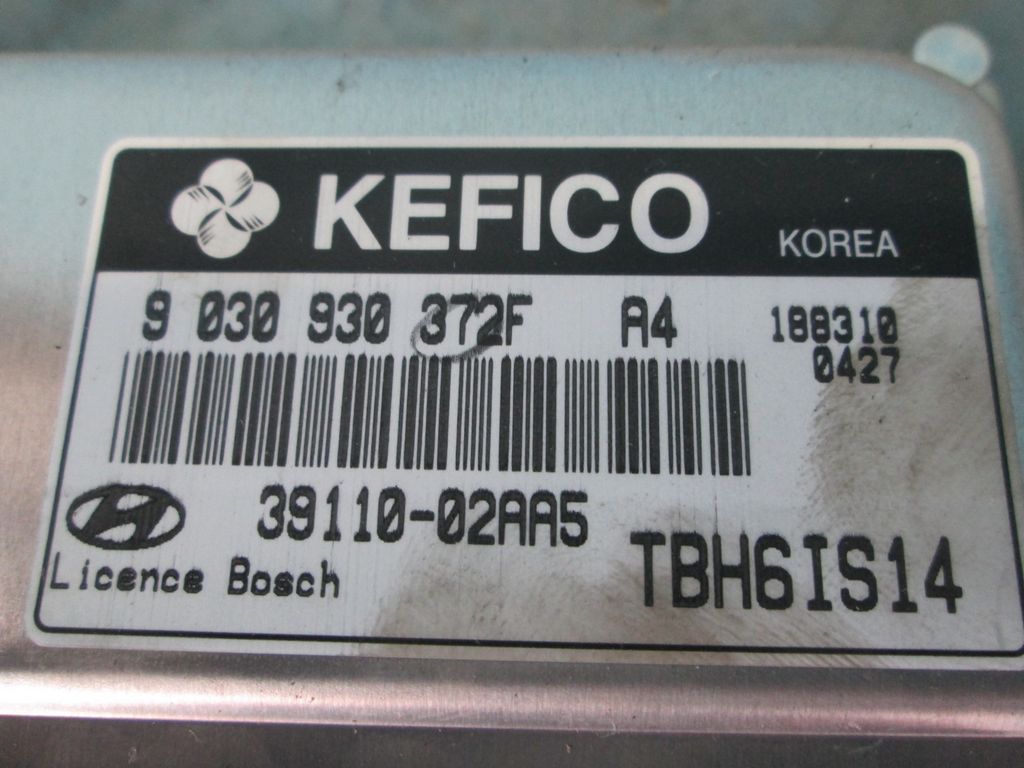 KEFICO KOREA
9 030 930 372F A4 188310
0427
39110-02AA5
TBH6IS14
Licence Bosch